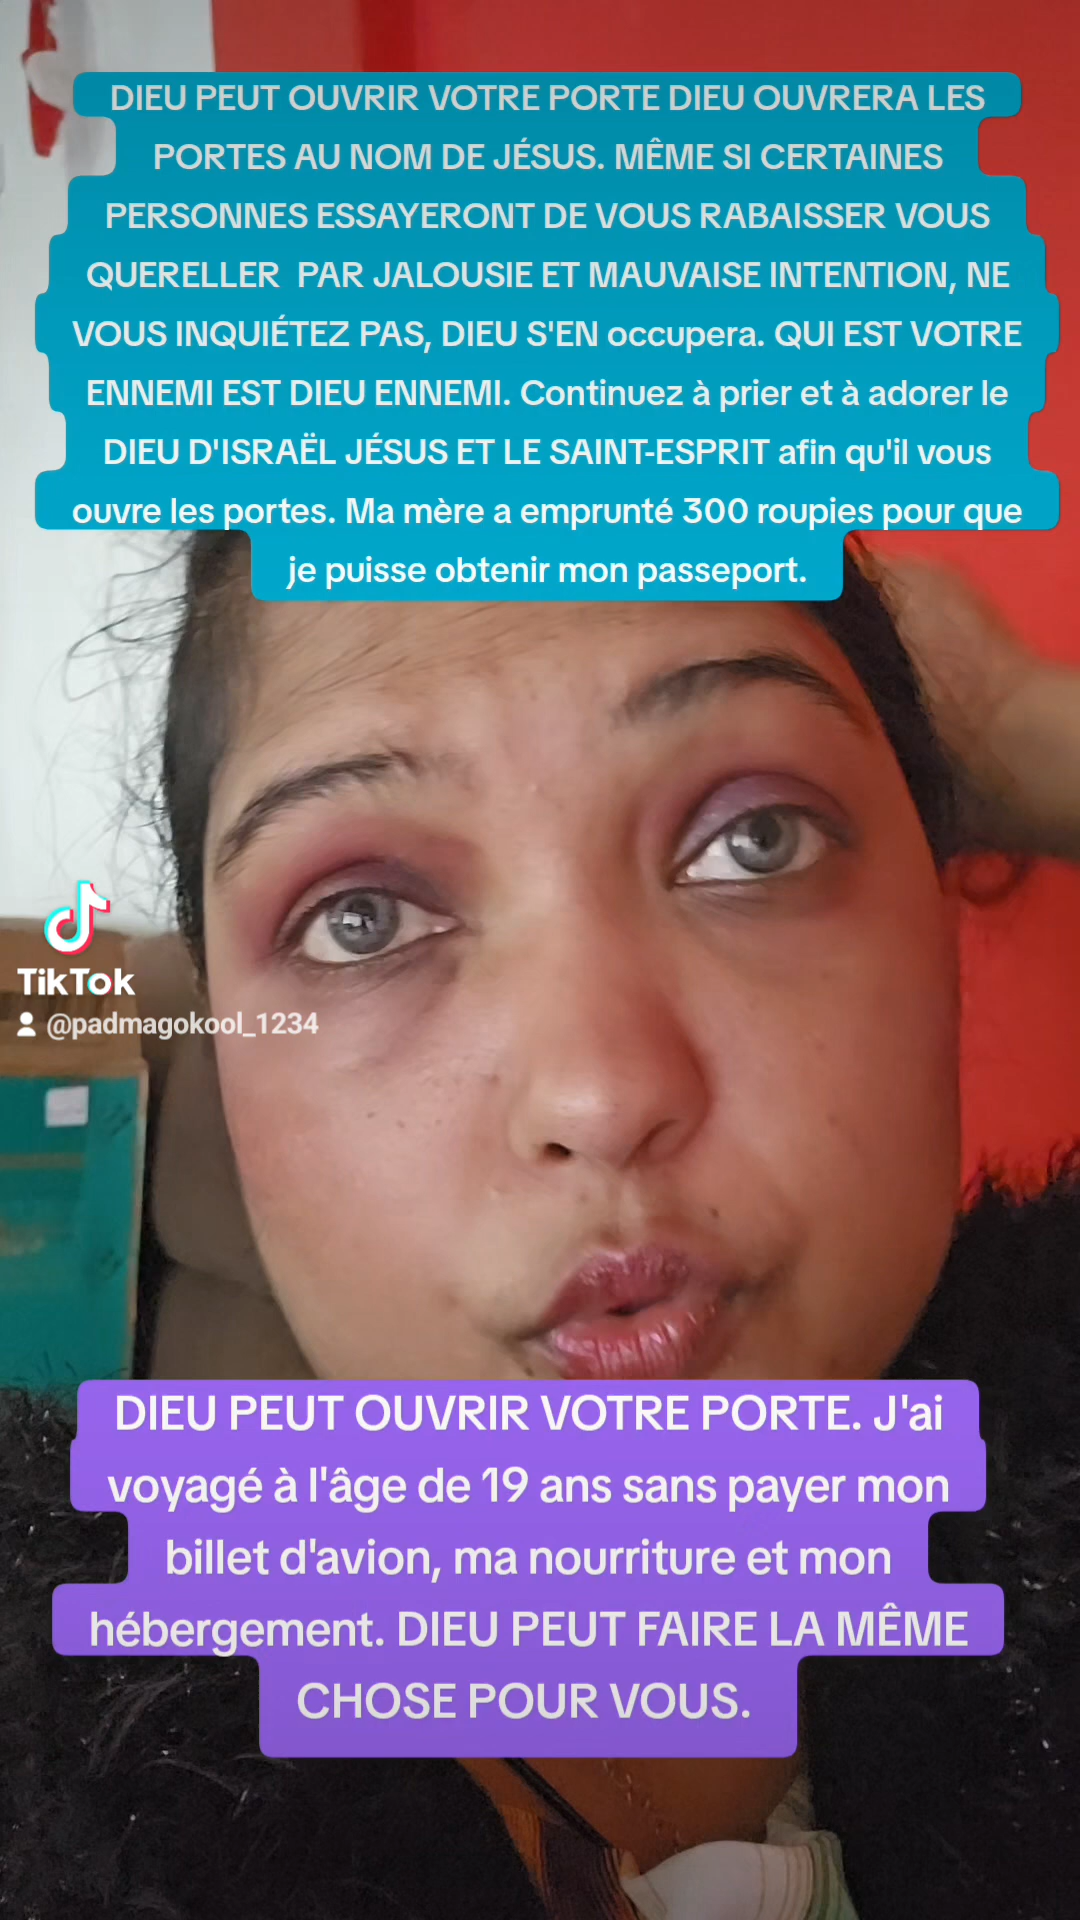 DIEU PEUT OUVRIR VOTRE PORTE DIEU OUVRERA LES
PORTES AU NOM DE JÉSUS. MÊME SI CERTAINES
PERSONNES ESSAYERONT DE VOUS RABAISSER VOUS
QUERELLER PAR JALOUSIE ET MAUVAISE INTENTION, NE
VOUS INQUIÉTEZ PAS, DIEU S'EN occupera. QUI EST VOTRE
ENNEMI EST DIEU ENNEMI. Continuez à prier et à adorer le
DIEU D'ISRAËL JÉSUS ET LE SAINT-ESPRIT afin qu'il vous
ouvre les portes. Ma mère a emprunté 300 roupies pour que
je puisse obtenir mon passeport.
TikTok
@padmagokool_1234
DIEU PEUT OUVRIR VOTRE PORTE. J'ai
voyagé à l'âge de 19 ans sans payer mon
billet d'avion, ma nourriture et mon
hébergement. DIEU PEUT FAIRE LA MÊME
CHOSE POUR VOUS.